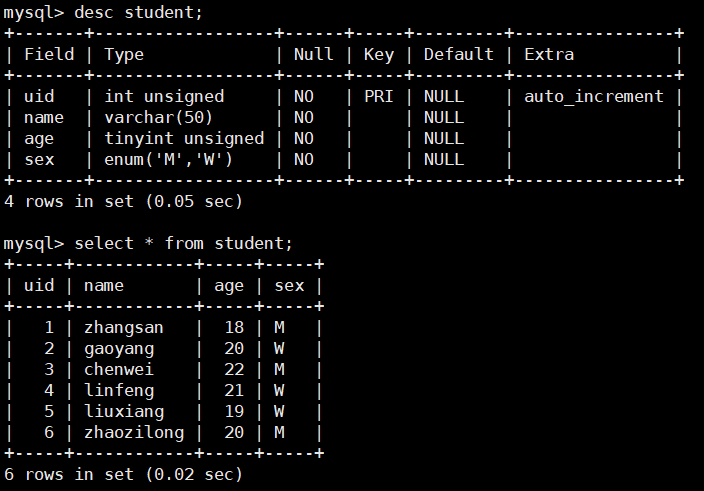 mysql> desc student;
+-------+------------------+------+-----+---------+----------------+
| Field | Type             | Null | Key | Default | Extra          |
+-------+------------------+------+-----+---------+----------------+
| uid   | int unsigned     | NO   | PRI | NULL    | auto_increment |
| name  | varchar(50)      | NO   |     | NULL    |                |
| age   | tinyint unsigned | NO   |     | NULL    |                |
| sex   | enum('M','W')    | NO   |     | NULL    |                |
+-------+------------------+------+-----+---------+----------------+
4 rows in set (0.05 sec)
mysql> select * from student;
+-----+------------+-----+-----+
| uid | name       | age | sex |
+-----+------------+-----+-----+
|   1 | zhangsan   |  18 | M   |
|   2 | gaoyang    |  20 | W   |
|   3 | chenwei    |  22 | M   |
|   4 | linfeng    |  21 | W   |
|   5 | liuxiang   |  19 | W   |
|   6 | zhaozilong |  20 | M   |
+-----+------------+-----+-----+
6 rows in set (0.02 sec)